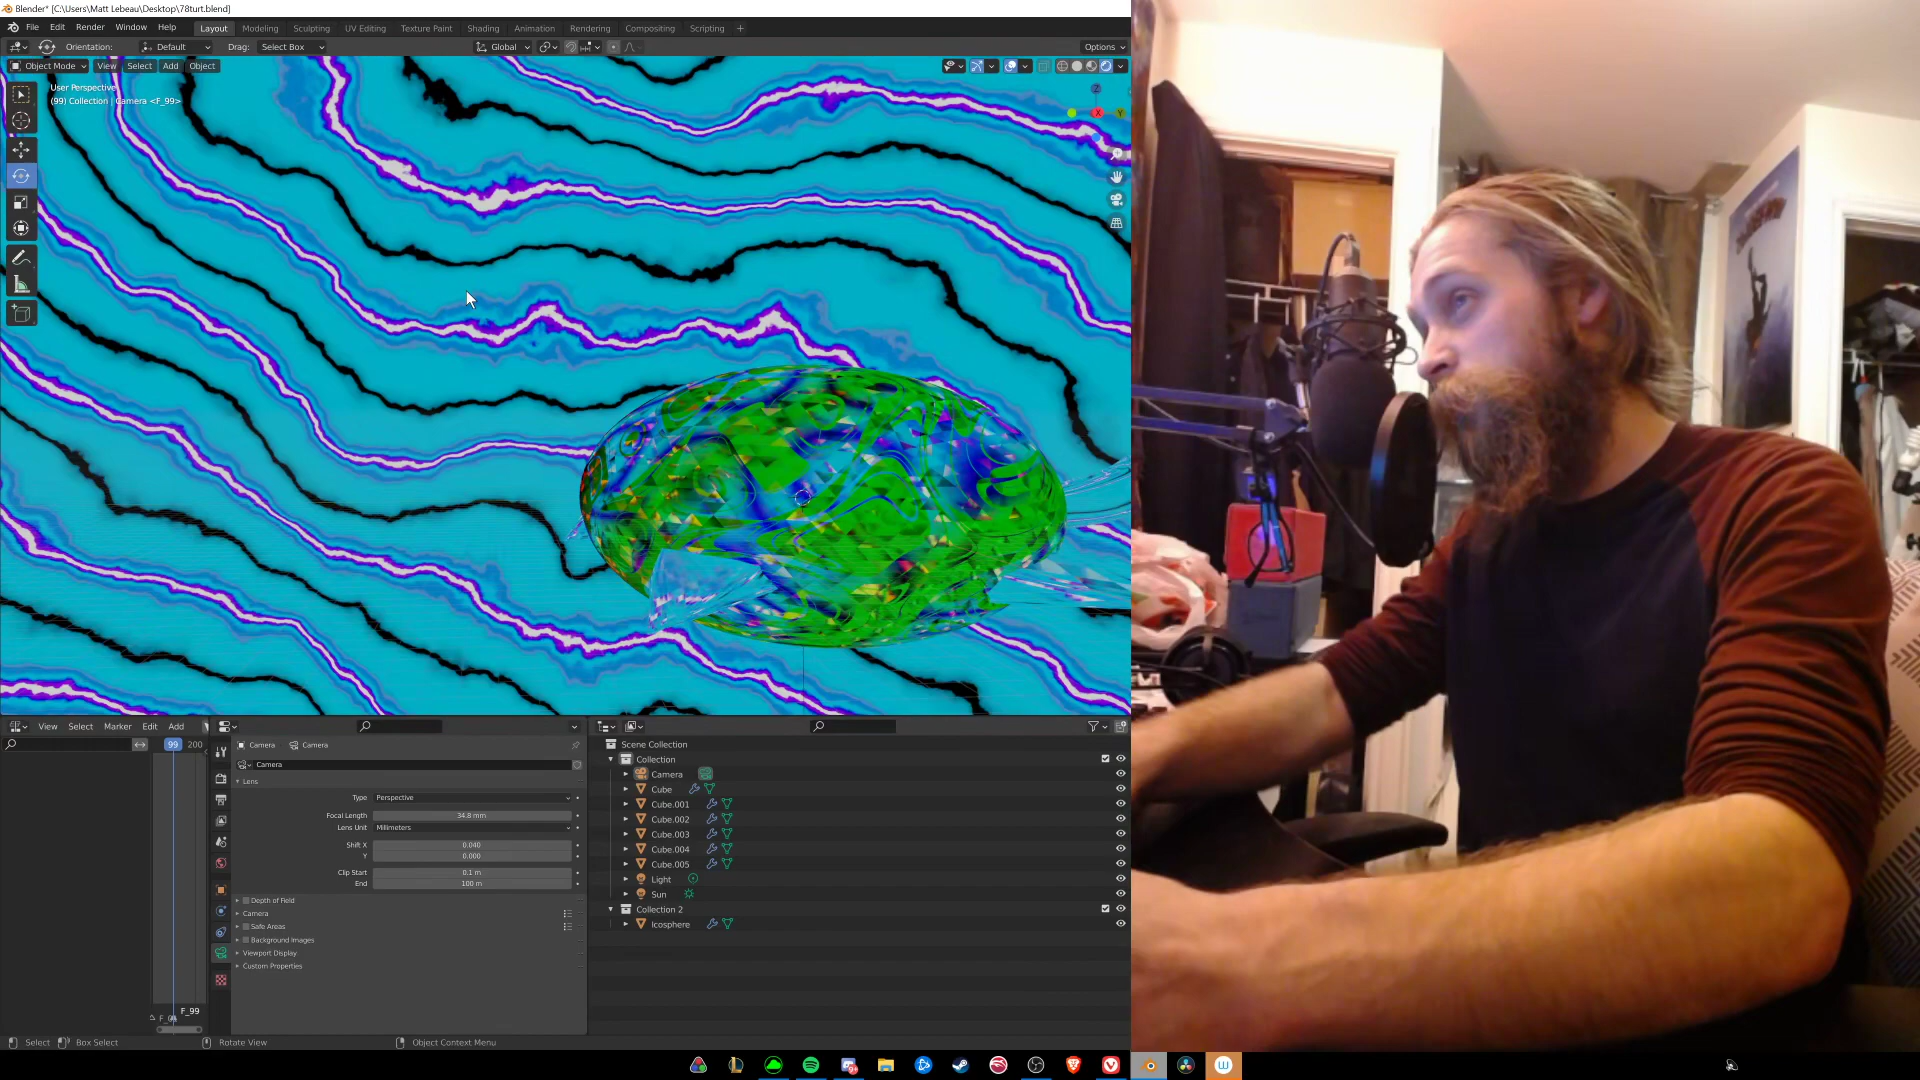 Blender* [C:\Users\Matt Lebeau\Desktop\78turt.blend]
File Edit Render Window Help Layout Modeling Sculpting UV Editing Texture Paint Shading Animation Rendering Compositing Scripting +
Orientation: Default Drag: Select Box Global Options
Object Mode View Select Add Object
User Perspective
(99) Collection | Camera <F_99>
Z
X
Y
View Select Marker Edit Add
99 200
Camera Camera
Camera
Lens
Type Perspective
Focal Length 34.8 mm
Lens Unit Millimeters
Shift X 0.040
Y 0.000
Clip Start 0.1 m
End 100 m
Depth of Field
Camera
Safe Areas
Background Images
Viewport Display
Custom Properties
F_99
Scene Collection
Collection
Camera
Cube
Cube.001
Cube.002
Cube.003
Cube.004
Cube.005
Light
Sun
Collection 2
Icosphere
Select Box Select Rotate View Object Context Menu